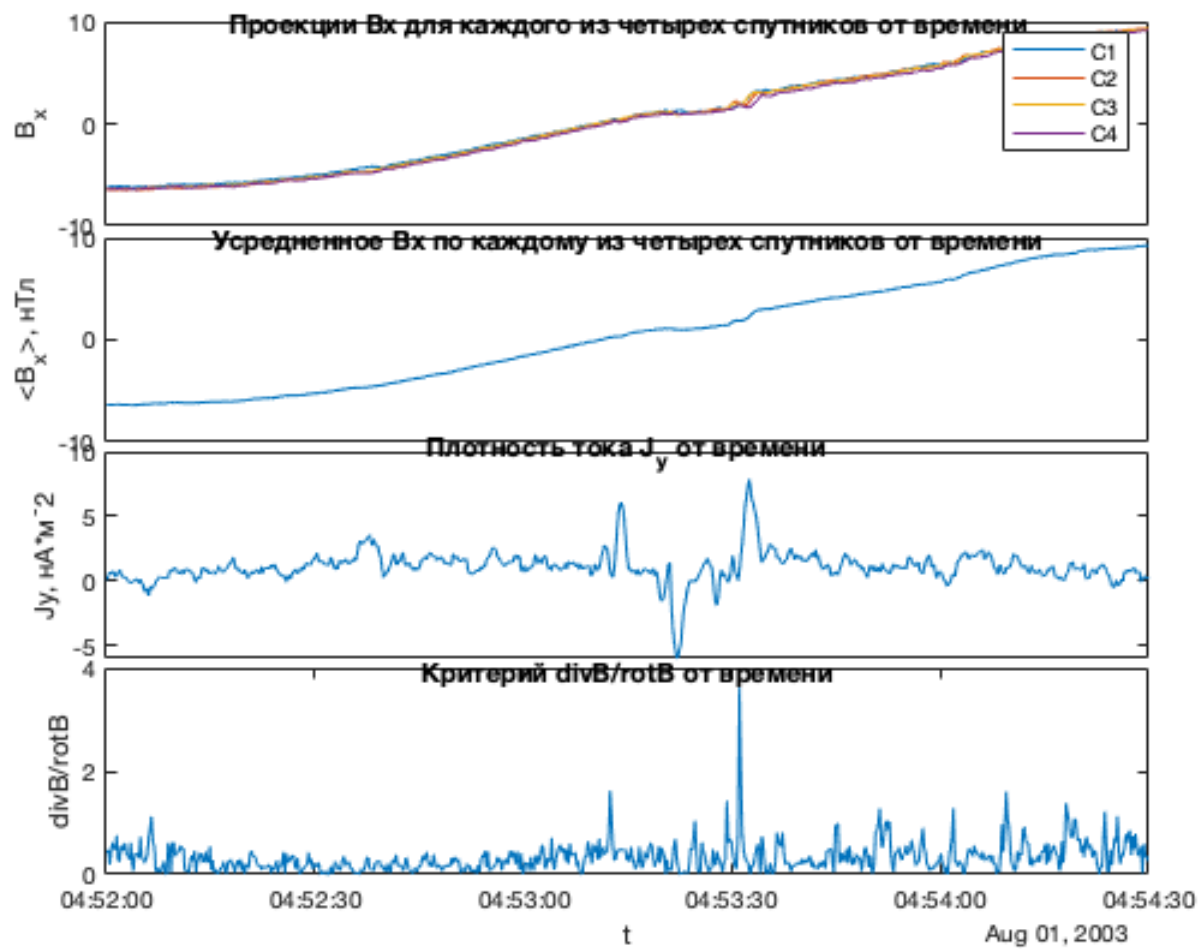 Проекции Bx для каждого из четырех спутников от времени
10
0
-10
B_x
C1
C2
C3
C4
Усредненное Bx по каждому из четырех спутников от времени
10
0
-10
<B_x>, нТл
Плотность тока J_y от времени
10
5
0
-5
Jy, нА*м^-2
Критерий divB/rotB от времени
4
2
0
divB/rotB
04:52:00 04:52:30 04:53:00 04:53:30 04:54:00 04:54:30
t
Aug 01, 2003